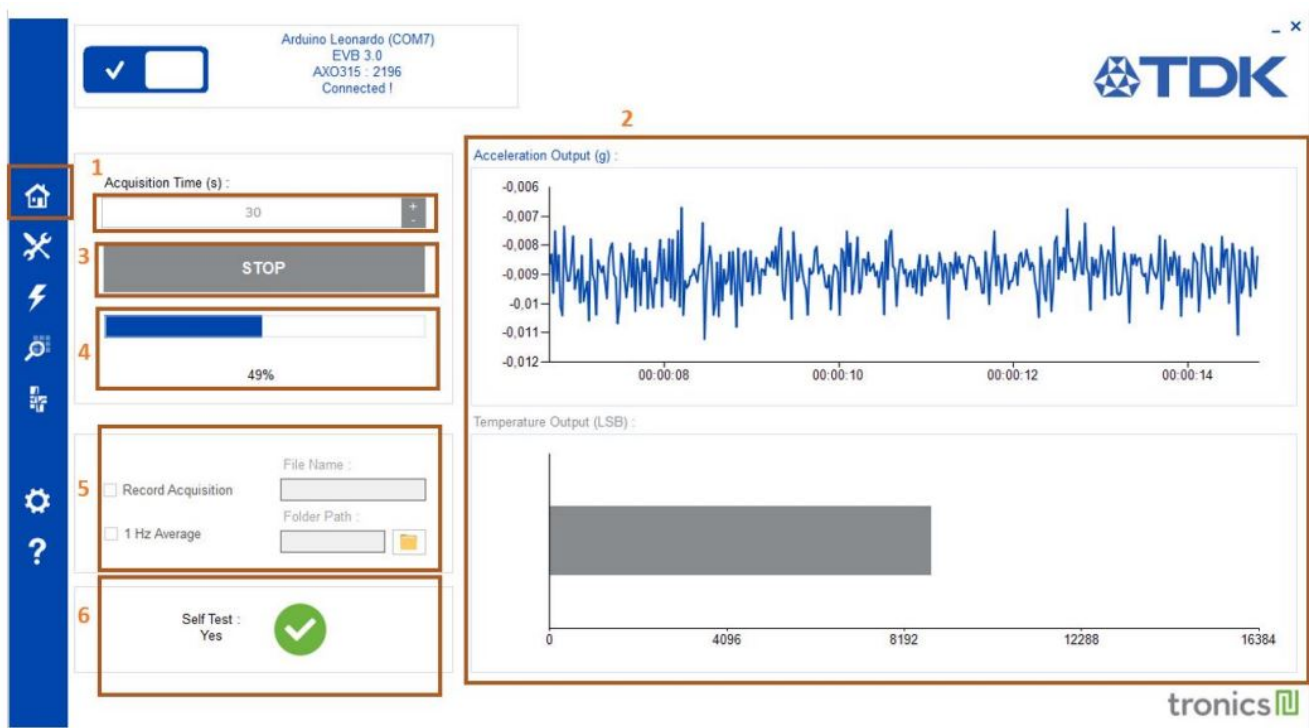 Arduino Leonardo (COM7)
EVB 3.0
AXO315 : 2196
Connected !
TDK
1
Acquisition Time (s) :
30
+
-
3
STOP
4
49%
5
Record Acquisition
File Name :
1 Hz Average
Folder Path :
6
Self Test :
Yes
2
Acceleration Output (g) :
-0,006
-0,007
-0,008
-0,009
-0,01
-0,011
-0,012
00:00:08 00:00:10 00:00:12 00:00:14
Temperature Output (LSB) :
0 4096 8192 12288 16384
tronics